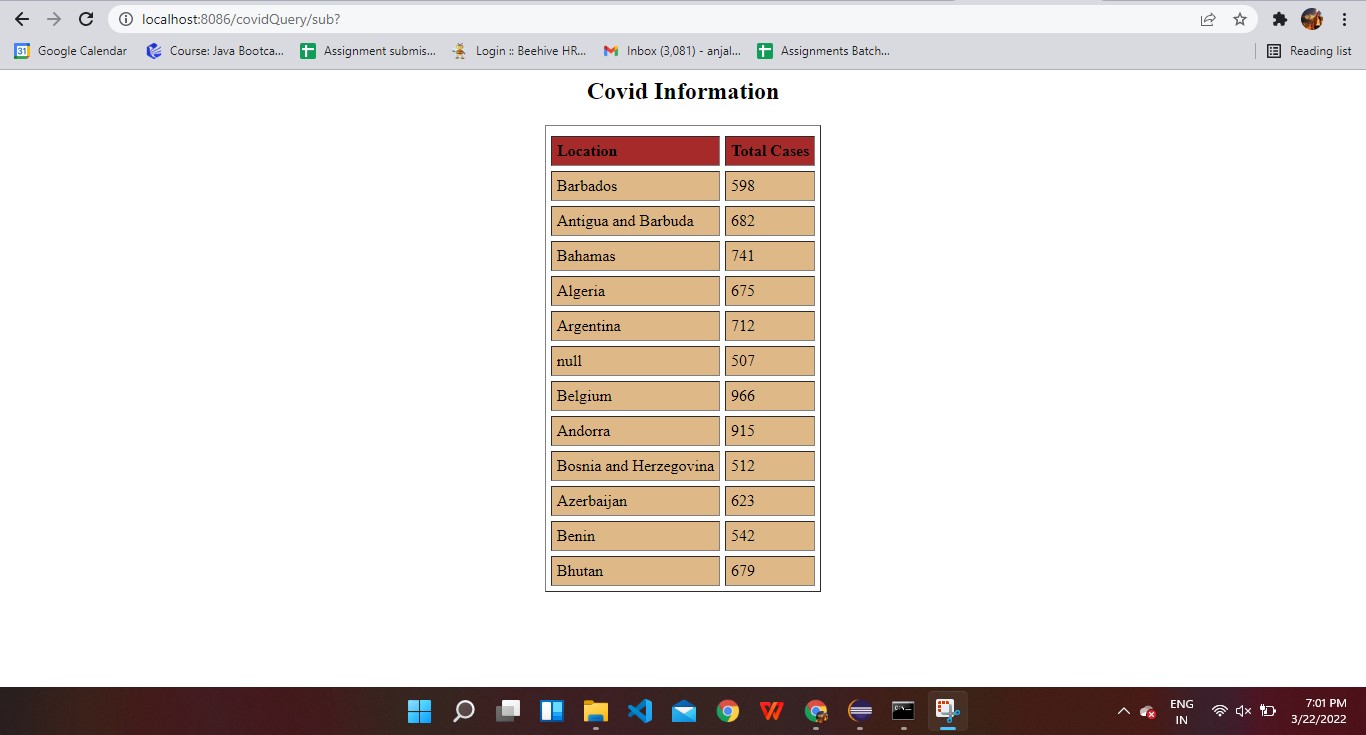 localhost:8086/covidQuery/sub?
31 Google Calendar Course: Java Bootca... Assignment submis... Login :: Beehive HR... Inbox (3,081) - anjal... Assignments Batch... Reading list
Covid Information
Location Total Cases
Barbados 598
Antigua and Barbuda 682
Bahamas 741
Algeria 675
Argentina 712
null 507
Belgium 966
Andorra 915
Bosnia and Herzegovina 512
Azerbaijan 623
Benin 542
Bhutan 679
ENG 7:01 PM
IN 3/22/2022